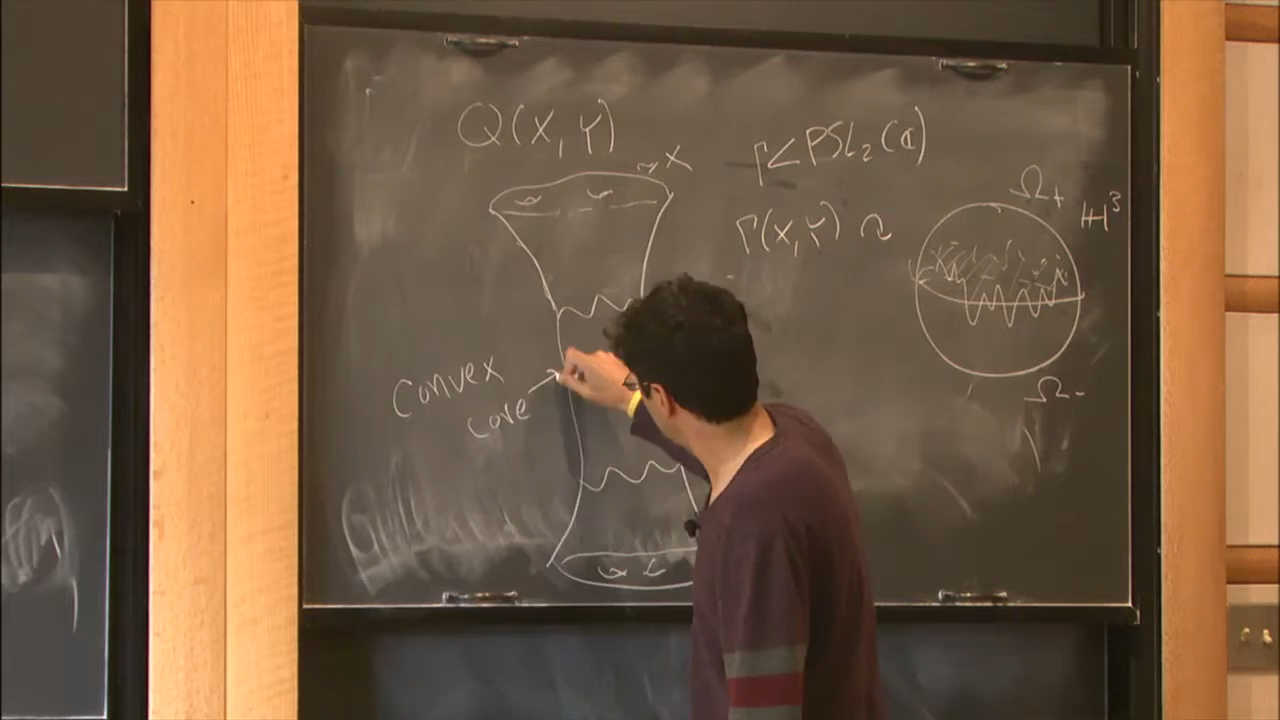 Q(X, Y)
~> X
Γ < PSL₂(ℂ)
Γ(X, Y) ↷
Ω+
ℍ³
Ω-
Convex
core